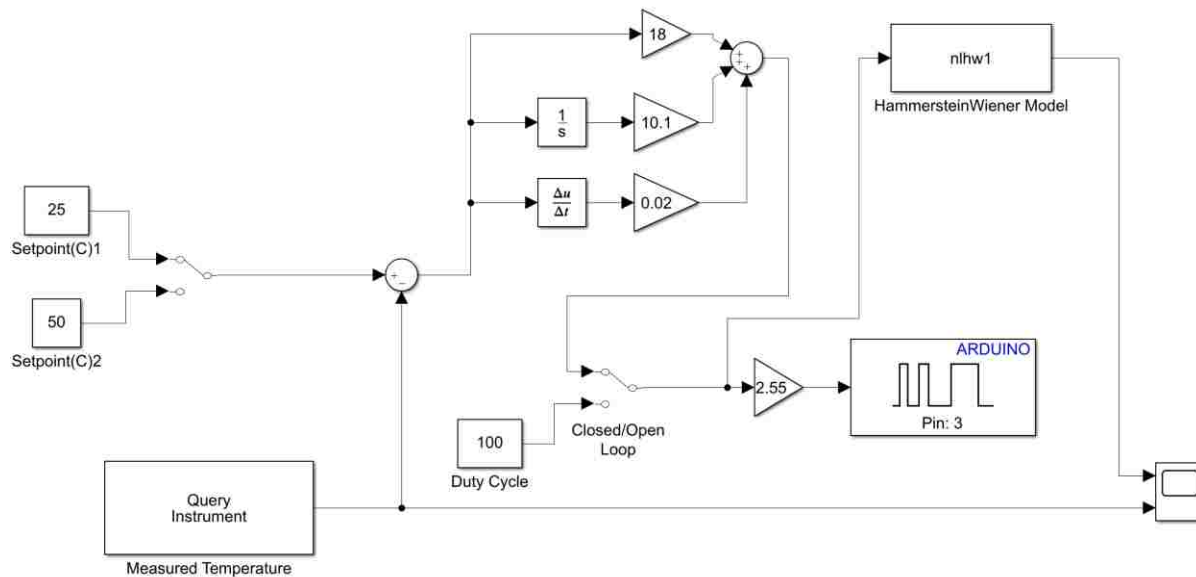 18
+
+
+
nlhw1
HammersteinWiener Model
1
s
10.1
Δu
Δt
0.02
25
Setpoint(C)1
+
−
50
Setpoint(C)2
ARDUINO
2.55
Pin: 3
Closed/Open
Loop
100
Duty Cycle
Query
Instrument
Measured Temperature